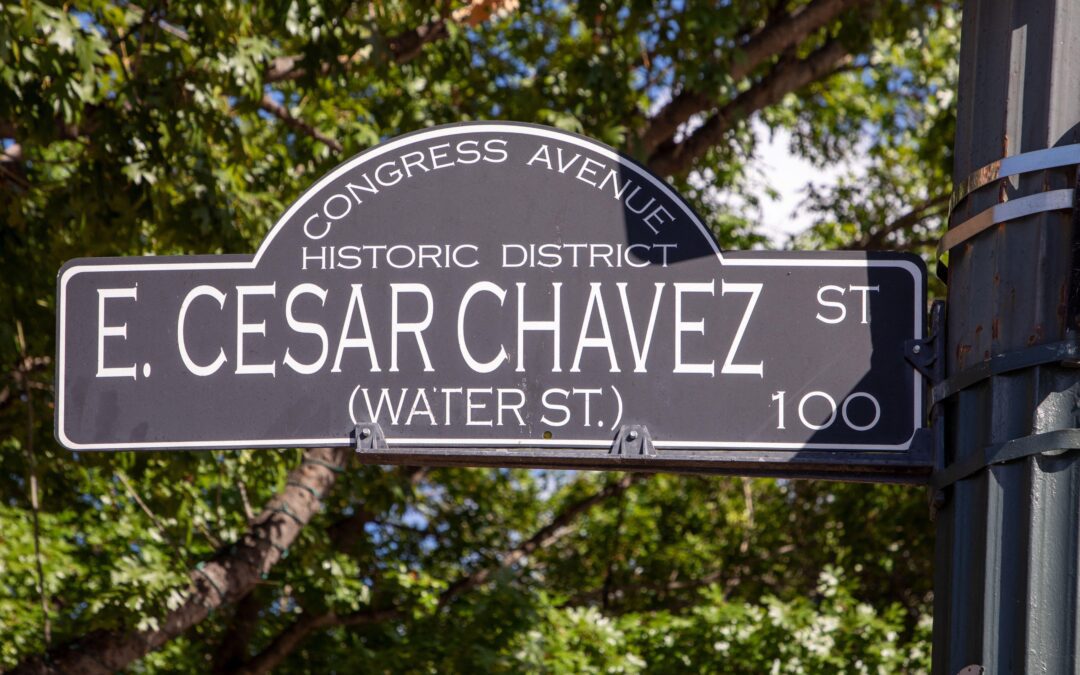 CONGRESS AVENUE
HISTORIC DISTRICT
E. CESAR CHAVEZ ST
(WATER ST.) 100